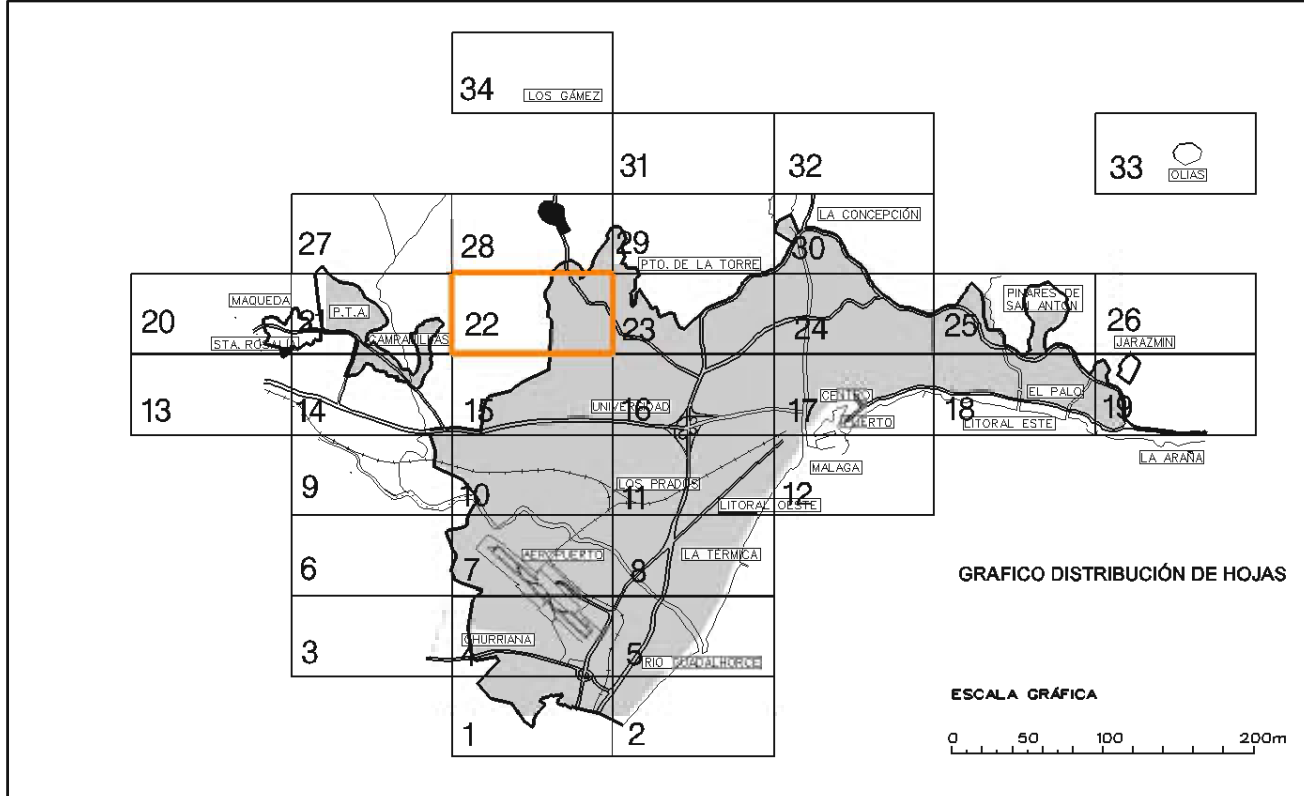 34 LOS GÁMEZ
31 32 33
OLIAS
LA CONCEPCIÓN
27 28 29 30
PTO. DE LA TORRE
MAQUEDA
P.T.A.
PINARES DE
SAN ANTÓN
20 22 23 24 25 26
STA. ROSALIA
CAMPANILLAS
JARAZMIN
EL PALO
UNIVERSIDAD
CENTRO
13 14 15 16 17 18 19
PUERTO
LITORAL ESTE
LA ARAÑA
MALAGA
LOS PRADOS
9 10 11 12
LITORAL OESTE
AEROPUERTO
LA TÉRMICA
6 7 8
GRAFICO DISTRIBUCIÓN DE HOJAS
CHURRIANA
3 5
RIO GUADALHORCE
ESCALA GRÁFICA
1 2
0 50 100 200m